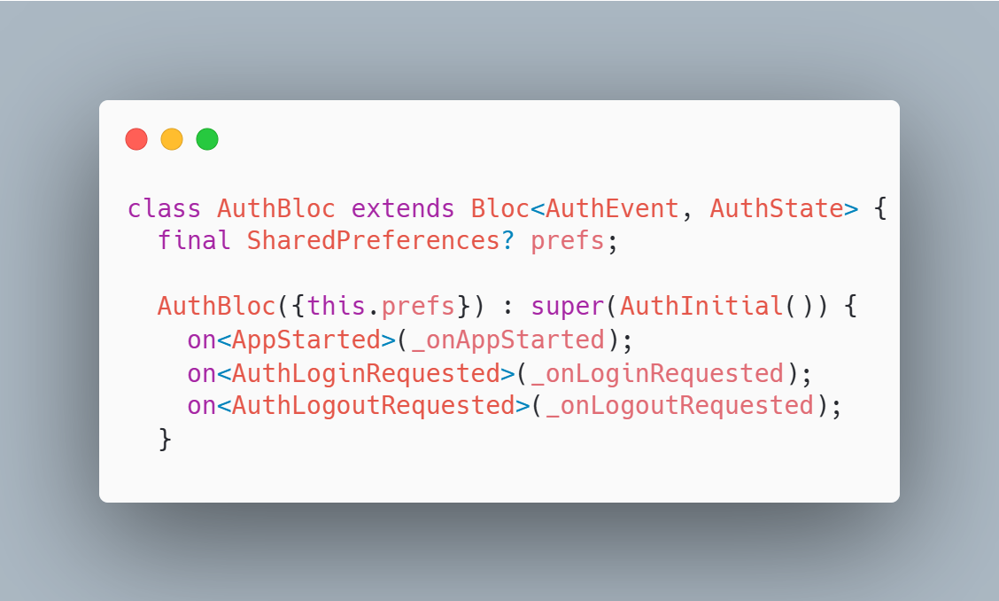 class AuthBloc extends Bloc<AuthEvent, AuthState> {
  final SharedPreferences? prefs;

  AuthBloc({this.prefs}) : super(AuthInitial()) {
    on<AppStarted>(_onAppStarted);
    on<AuthLoginRequested>(_onLoginRequested);
    on<AuthLogoutRequested>(_onLogoutRequested);
  }